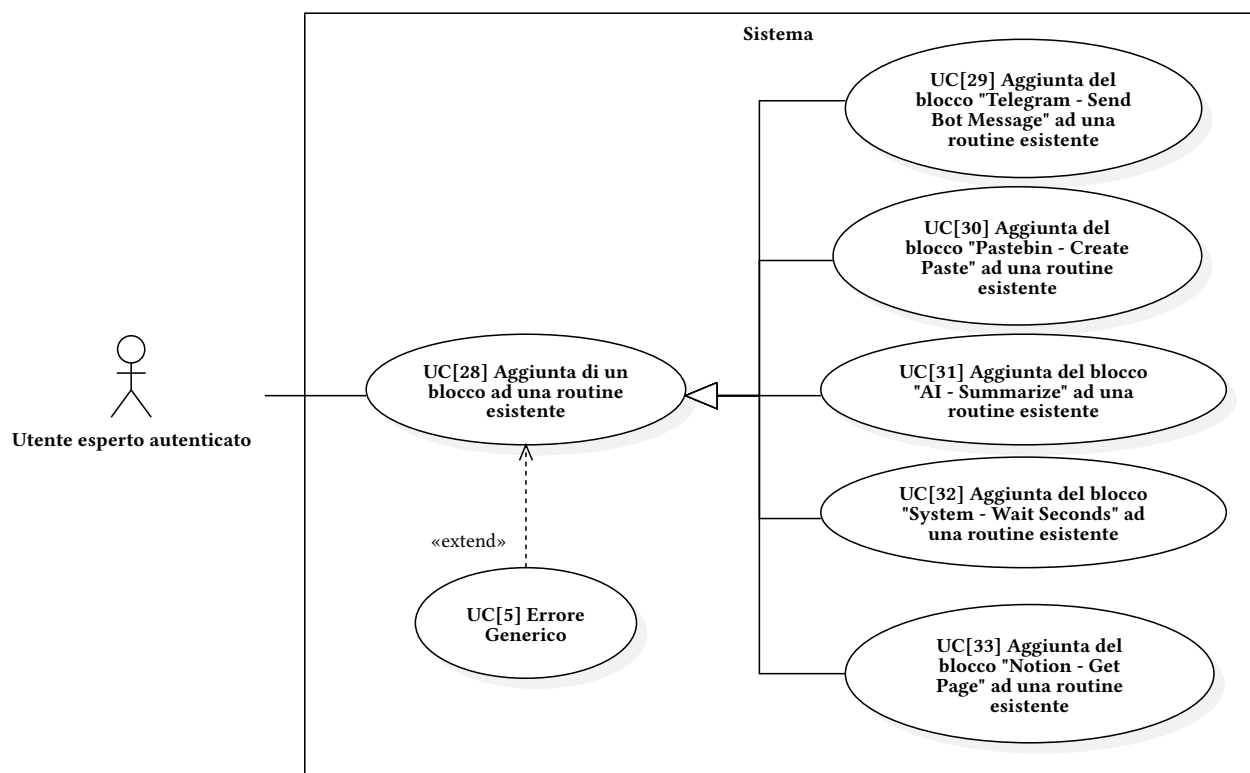 Sistema
UC[29] Aggiunta del
blocco "Telegram - Send
Bot Message" ad una
routine esistente
UC[30] Aggiunta del
blocco "Pastebin - Create
Paste" ad una routine
esistente
UC[28] Aggiunta di un
blocco ad una routine
esistente
UC[31] Aggiunta del blocco
"AI - Summarize" ad una
routine esistente
Utente esperto autenticato
UC[32] Aggiunta del blocco
"System - Wait Seconds" ad
una routine esistente
«extend»
UC[5] Errore
Generico
UC[33] Aggiunta del
blocco "Notion - Get
Page" ad una routine
esistente